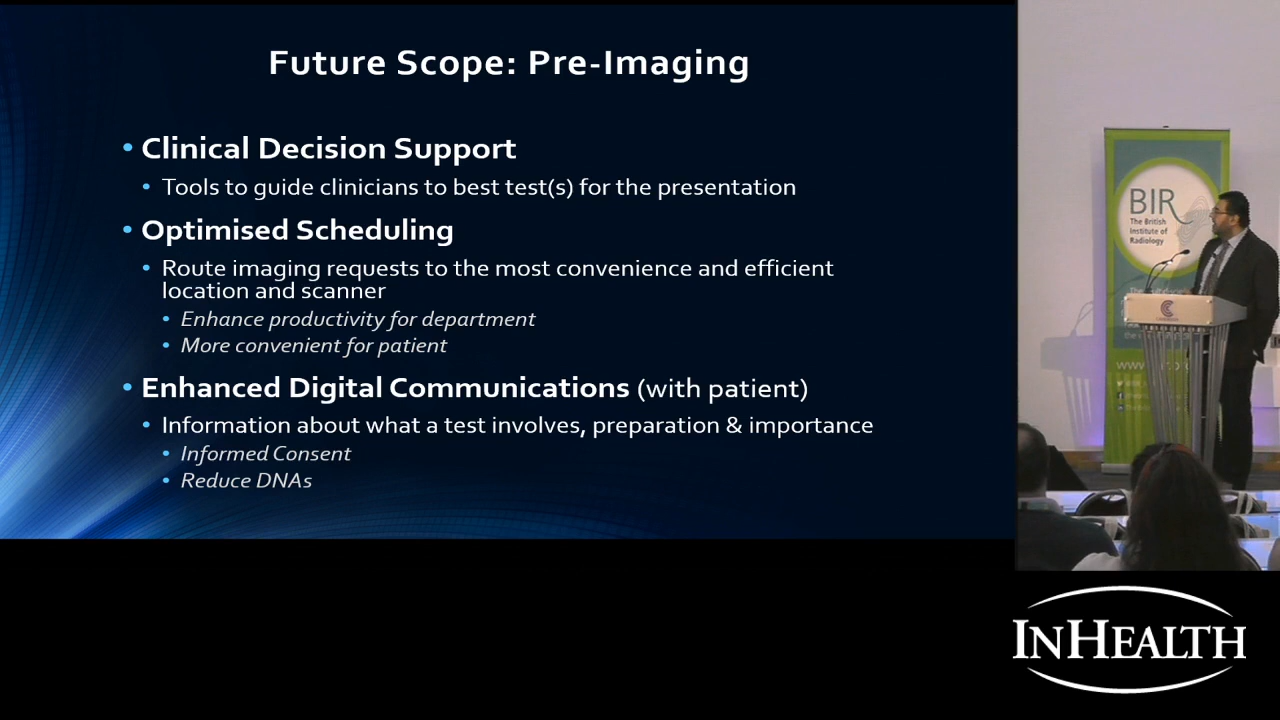 Future Scope: Pre-Imaging
• Clinical Decision Support
• Tools to guide clinicians to best test(s) for the presentation
• Optimised Scheduling
• Route imaging requests to the most convenience and efficient
location and scanner
• Enhance productivity for department
• More convenient for patient
• Enhanced Digital Communications (with patient)
• Information about what a test involves, preparation & importance
• Informed Consent
• Reduce DNAs
BIR
The British
Institute of
Radiology
INHEALTH